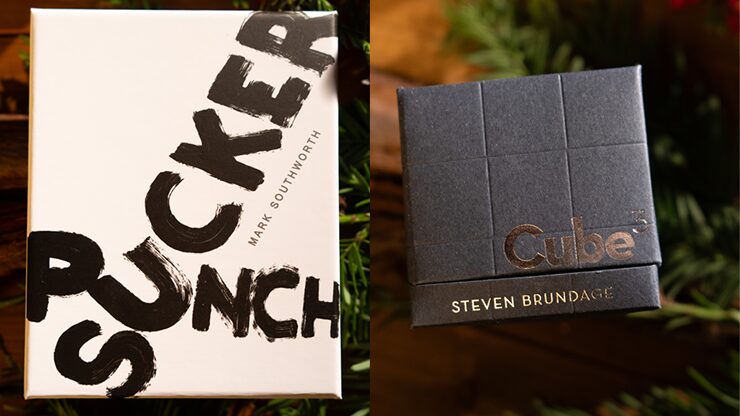 SUCKER
PUNCH
MARK SOUTHWORTH
Cube³
STEVEN BRUNDAGE